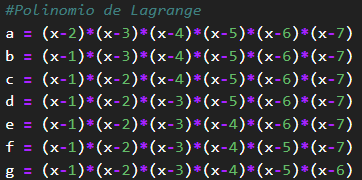 #Polinomio de Lagrange
a = (x-2)*(x-3)*(x-4)*(x-5)*(x-6)*(x-7)
b = (x-1)*(x-3)*(x-4)*(x-5)*(x-6)*(x-7)
c = (x-1)*(x-2)*(x-4)*(x-5)*(x-6)*(x-7)
d = (x-1)*(x-2)*(x-3)*(x-5)*(x-6)*(x-7)
e = (x-1)*(x-2)*(x-3)*(x-4)*(x-6)*(x-7)
f = (x-1)*(x-2)*(x-3)*(x-4)*(x-5)*(x-7)
g = (x-1)*(x-2)*(x-3)*(x-4)*(x-5)*(x-6)